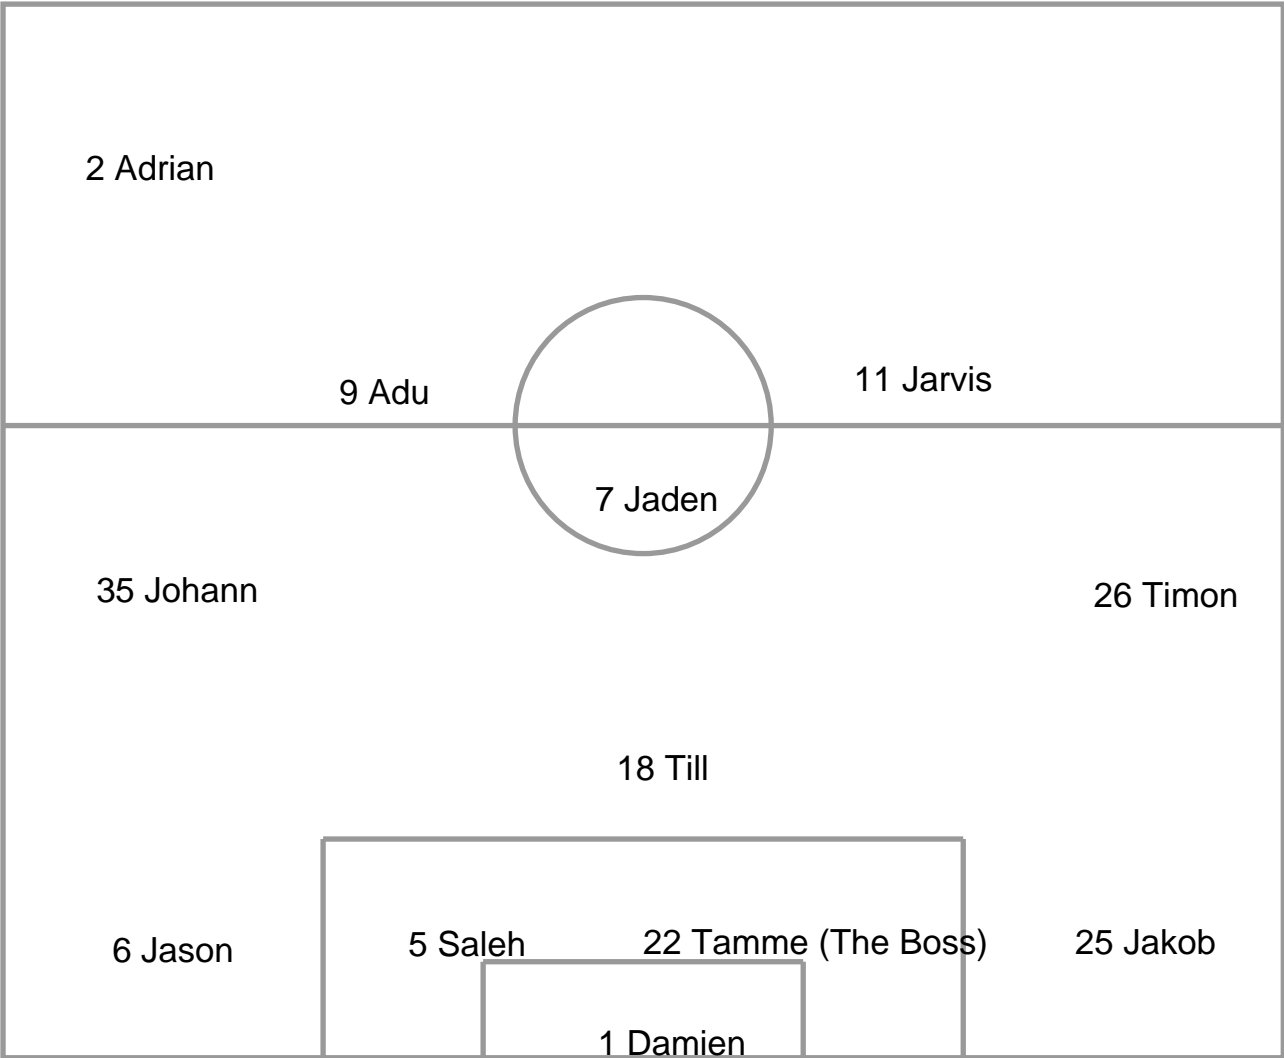 2 Adrian
9 Adu
11 Jarvis
7 Jaden
35 Johann
26 Timon
18 Till
6 Jason
5 Saleh
22 Tamme (The Boss)
25 Jakob
1 Damien